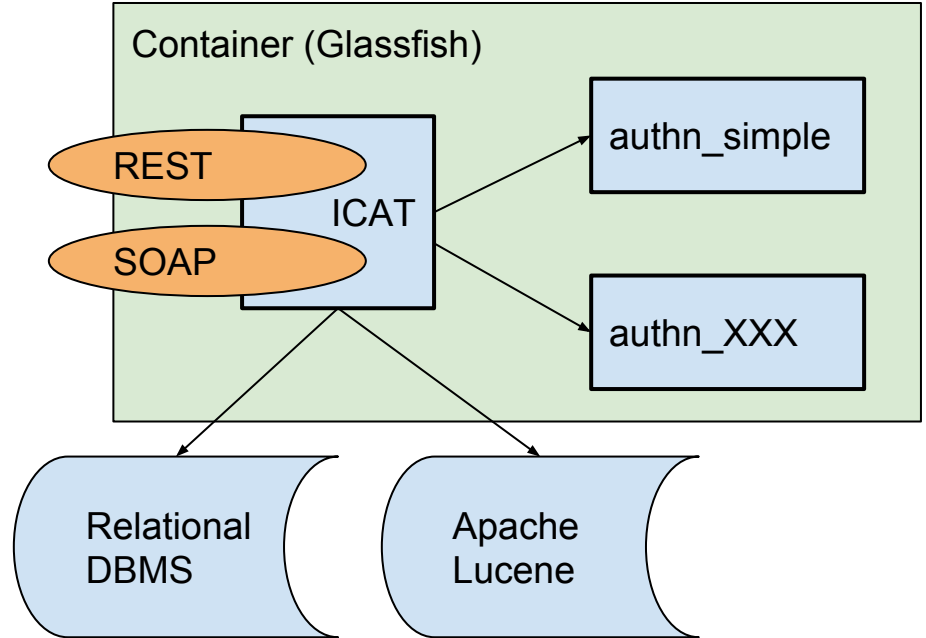 Container (Glassfish)
authn_simple
REST
ICAT
SOAP
authn_XXX
Relational
DBMS
Apache
Lucene